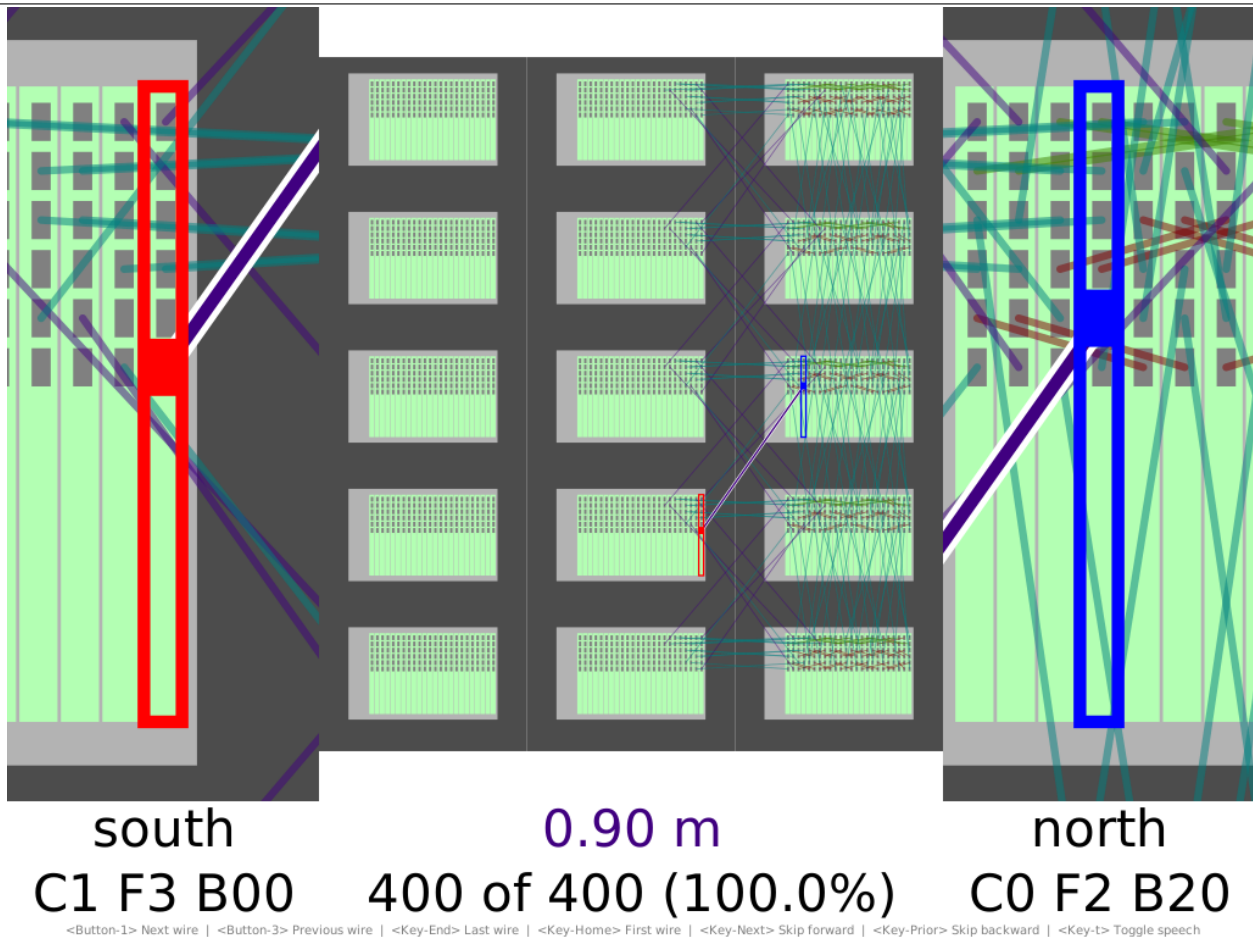 south
0.90 m
north
C1 F3 B00
400 of 400 (100.0%)
C0 F2 B20
<Button-1> Next wire | <Button-3> Previous wire | <Key-End> Last wire | <Key-Home> First wire | <Key-Next> Skip forward | <Key-Prior> Skip backward | <Key-t> Toggle speech